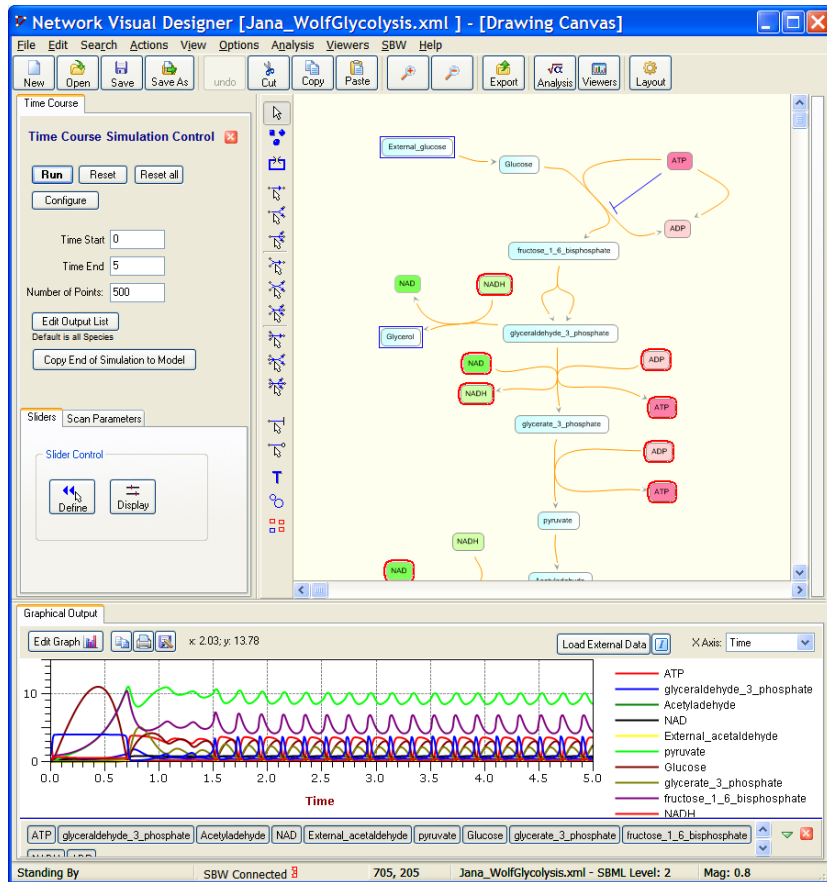 Network Visual Designer [Jana_WolfGlycolysis.xml ] - [Drawing Canvas]
File Edit Search Actions View Options Analysis Viewers SBW Help
New Open Save Save As undo Cut Copy Paste Export Analysis Viewers Layout
Time Course
Time Course Simulation Control
Run Reset Reset all
Configure
Time Start 0
Time End 5
Number of Points: 500
Edit Output List
Default is all Species
Copy End of Simulation to Model
Sliders Scan Parameters
Slider Control
Define Display
T
External_glucose
Glucose
ATP
ADP
fructose_1_6_bisphosphate
NAD
NADH
Glycerol
glyceraldehyde_3_phosphate
NAD
ADP
NADH
ATP
glycerate_3_phosphate
ADP
ATP
pyruvate
NADH
NAD
Acetyladehyde
Graphical Output
Edit Graph x: 2.03; y: 13.78 Load External Data X Axis: Time
10
0
0.0 0.5 1.0 1.5 2.0 2.5 3.0 3.5 4.0 4.5 5.0
Time
ATP
glyceraldehyde_3_phosphate
Acetyladehyde
NAD
External_acetaldehyde
pyruvate
Glucose
glycerate_3_phosphate
fructose_1_6_bisphosphate
NADH
ATP glyceraldehyde_3_phosphate Acetyladehyde NAD External_acetaldehyde pyruvate Glucose glycerate_3_phosphate fructose_1_6_bisphosphate
NADH ADP
Standing By SBW Connected 705, 205 Jana_WolfGlycolysis.xml - SBML Level: 2 Mag: 0.8